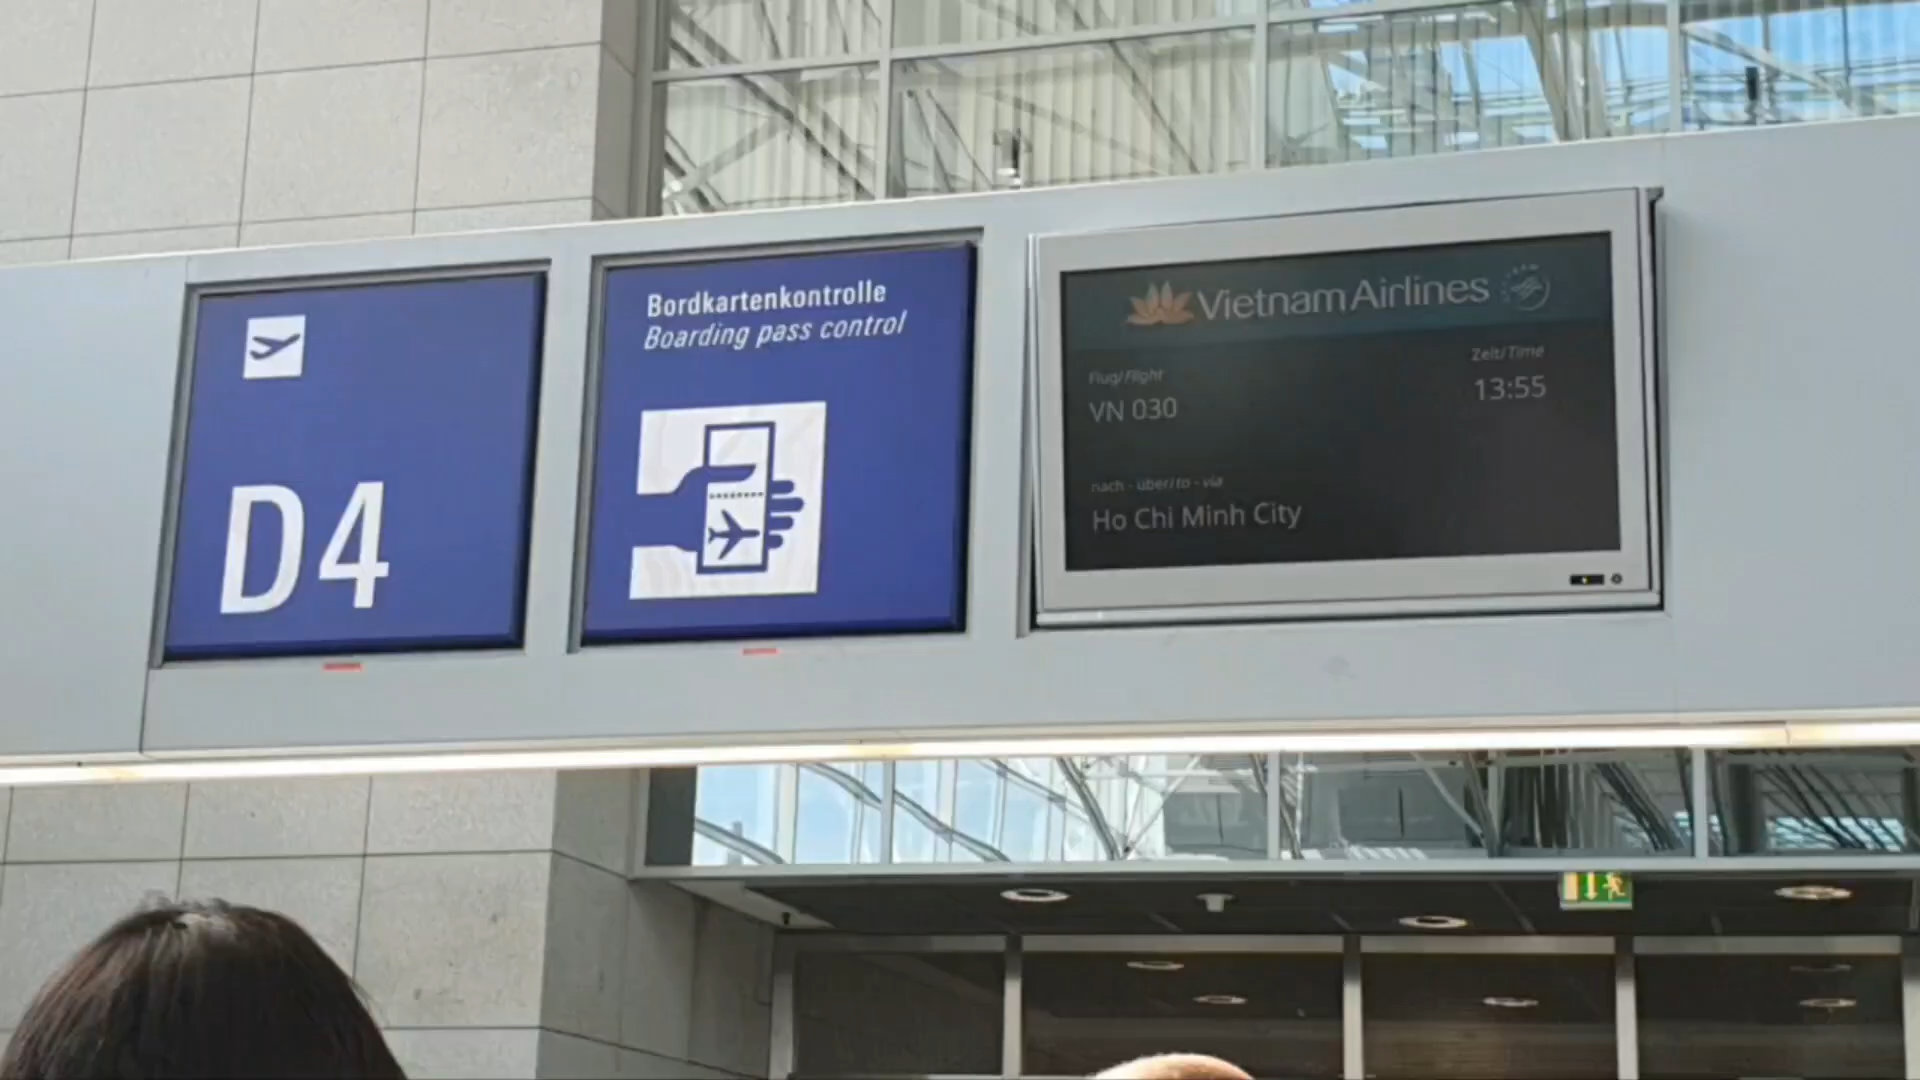 D4
Bordkartenkontrolle
Boarding pass control
Vietnam Airlines
Flug/Flight
Zeit/Time
VN 030
13:55
nach - über/to - via
Ho Chi Minh City